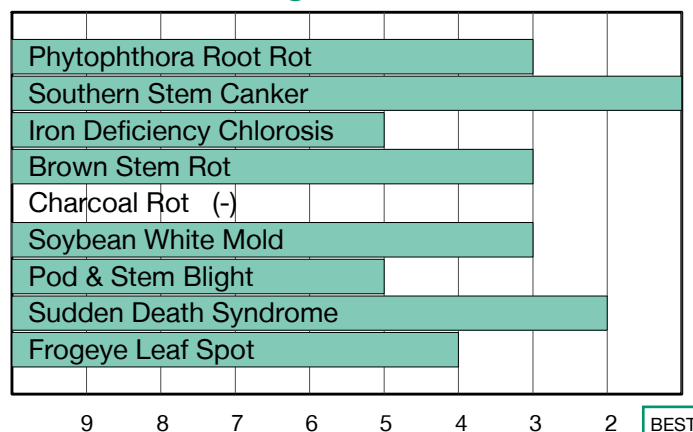 Phytophthora Root Rot
Southern Stem Canker
Iron Deficiency Chlorosis
Brown Stem Rot
Charcoal Rot (-)
Soybean White Mold
Pod & Stem Blight
Sudden Death Syndrome
Frogeye Leaf Spot
9 8 7 6 5 4 3 2 BEST